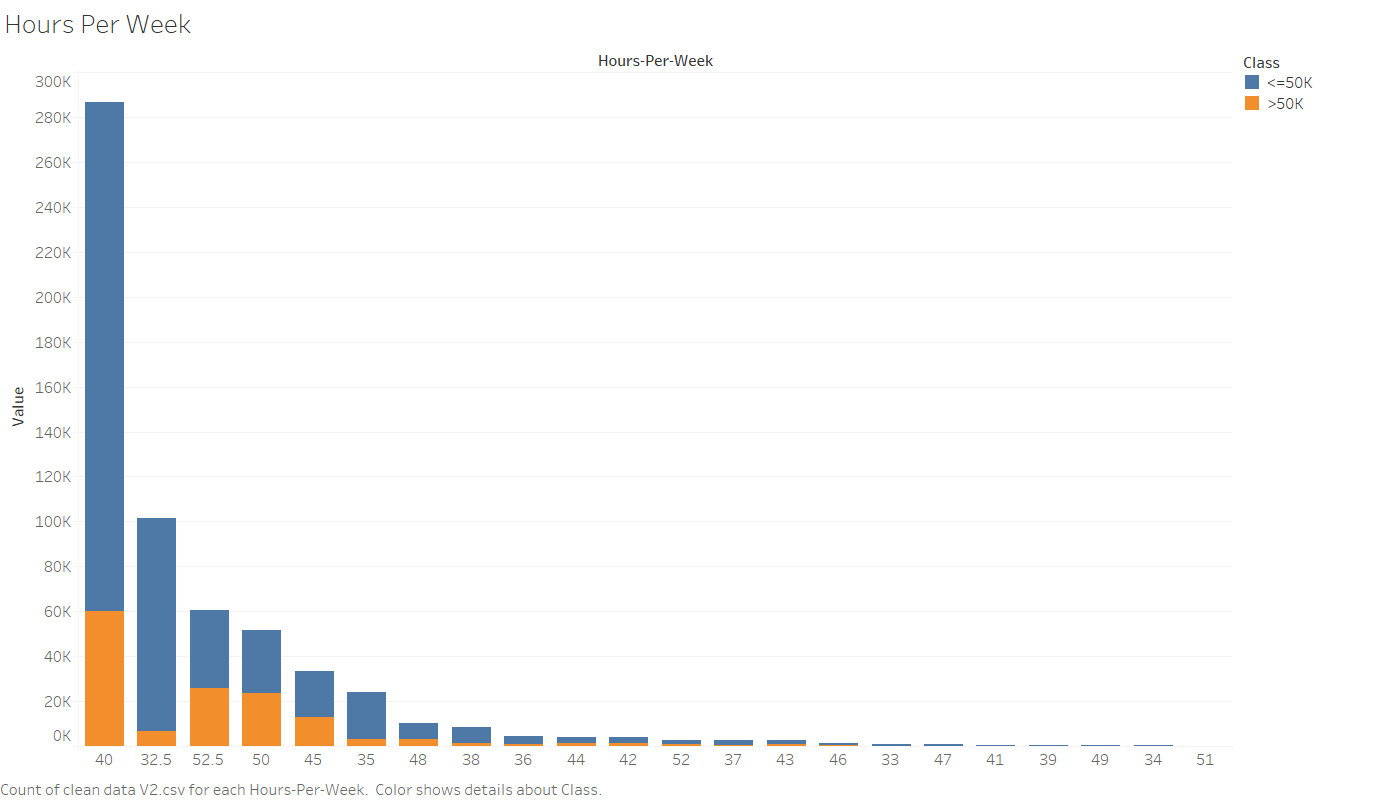 Hours Per Week
Hours-Per-Week
Class
<=50K
>50K
300K
280K
260K
240K
220K
200K
180K
160K
140K
120K
100K
80K
60K
40K
20K
0K
Value
40 32.5 52.5 50 45 35 48 38 36 44 42 52 37 43 46 33 47 41 39 49 34 51
Count of clean data V2.csv for each Hours-Per-Week.  Color shows details about Class.